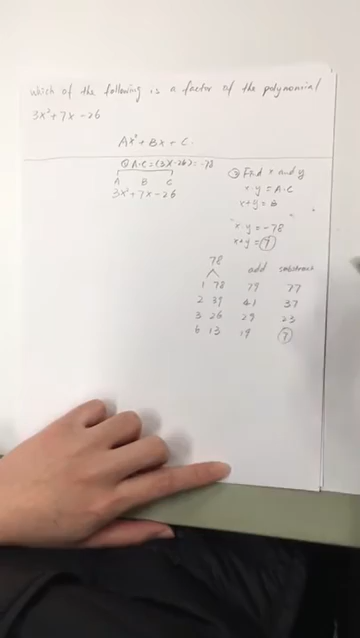 which of the following is a factor of the polynomial
3x²+7x-26
Ax²+Bx+C
① A·C=(3)(-26)=-78
A B C
3x²+7x-26
② Find x and y
x·y=A·C
x+y=B
x·y=-78
x+y=7
78
add subtract
1 78 79 77
2 39 41 37
3 26 29 23
6 13 19 7